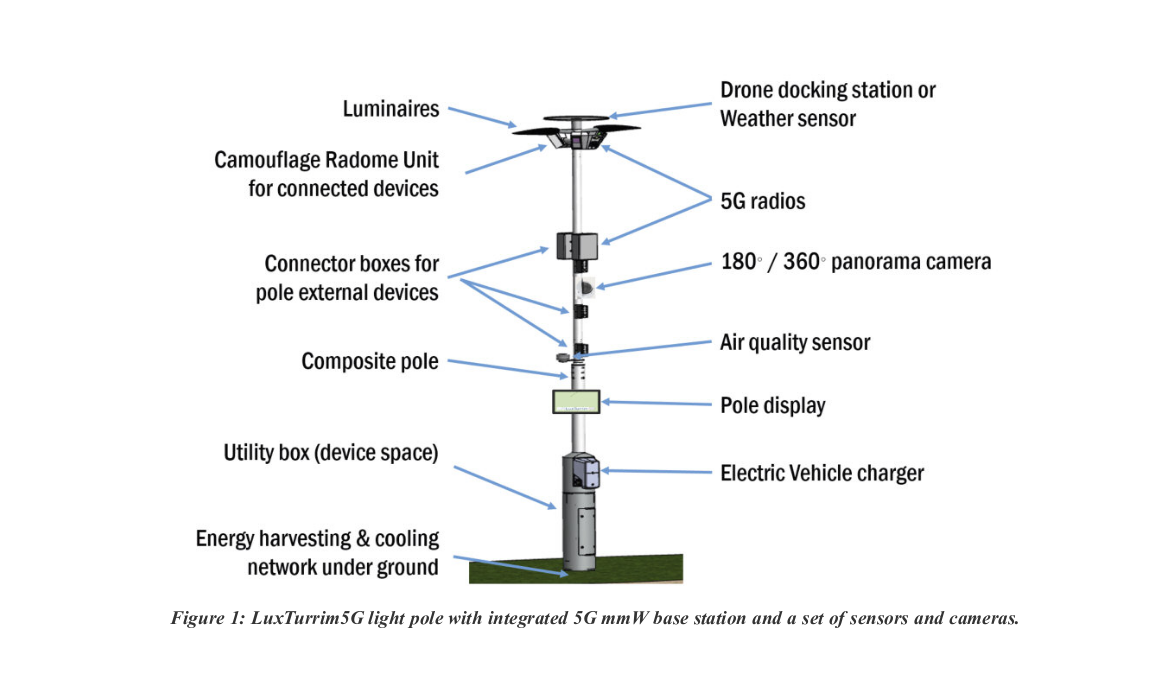 Luminaires
Drone docking station or
Weather sensor
Camouflage Radome Unit
for connected devices
5G radios
Connector boxes for
pole external devices
180° / 360° panorama camera
Composite pole
Air quality sensor
Pole display
Utility box (device space)
Electric Vehicle charger
Energy harvesting & cooling
network under ground
Figure 1: LuxTurrim5G light pole with integrated 5G mmW base station and a set of sensors and cameras.